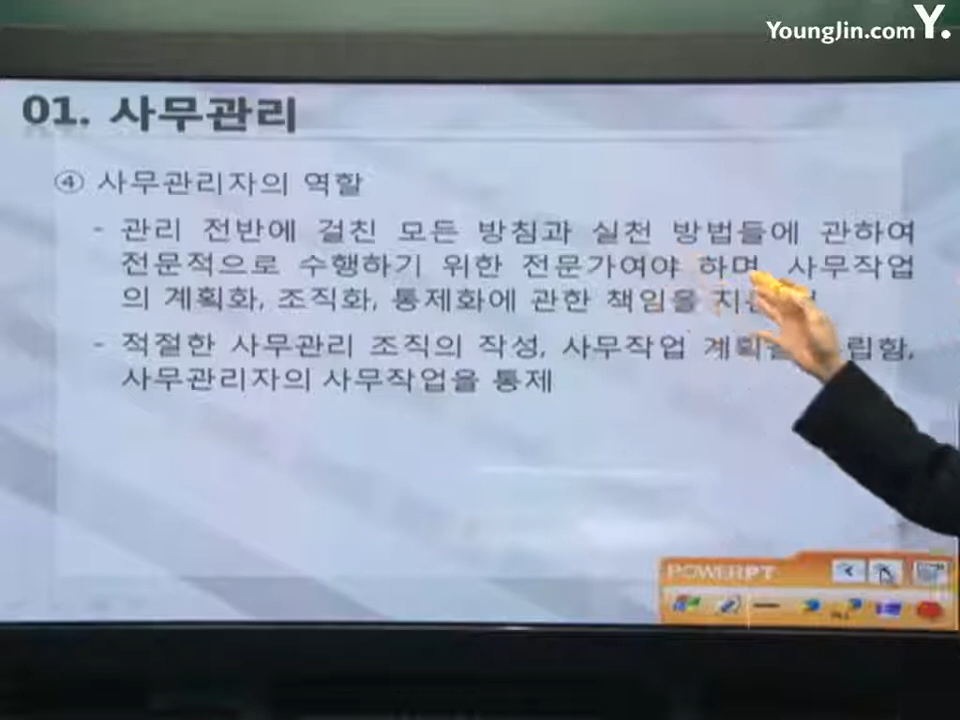 YoungJin.com Y.
01. 사무관리
④ 사무관리자의 역할
- 관리 전반에 걸친 모든 방침과 실천 방법들에 관하여
전문적으로 수행하기 위한 전문가여야 하며, 사무작업
의 계획화, 조직화, 통제화에 관한 책임을
- 적절한 사무관리 조직의 작성, 사무작업 립함,
사무관리자의 사무작업을 통제
POWERPT